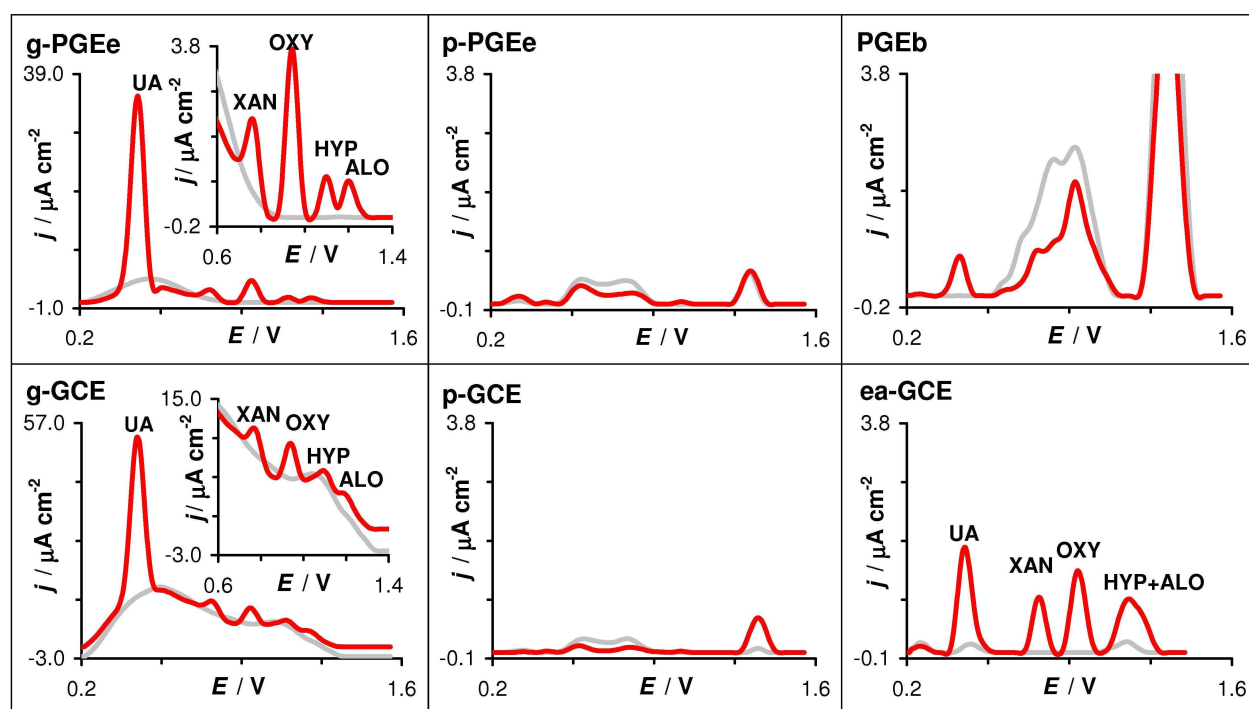 g-PGEe
39.0
UA
j / µA cm-2
-1.0
0.2
E / V
1.6
3.8
OXY
XAN
HYP
ALO
j / µA cm-2
-0.2
0.6
E / V
1.4
p-PGEe
3.8
j / µA cm-2
-0.1
0.2
E / V
1.6
PGEb
3.8
j / µA cm-2
-0.2
0.2
E / V
1.6
g-GCE
57.0
UA
j / µA cm-2
-3.0
0.2
E / V
1.6
15.0
XAN
OXY
HYP
ALO
j / µA cm-2
-3.0
0.6
E / V
1.4
p-GCE
3.8
j / µA cm-2
-0.1
0.2
E / V
1.6
ea-GCE
3.8
UA
XAN
OXY
HYP+ALO
j / µA cm-2
-0.1
0.2
E / V
1.6